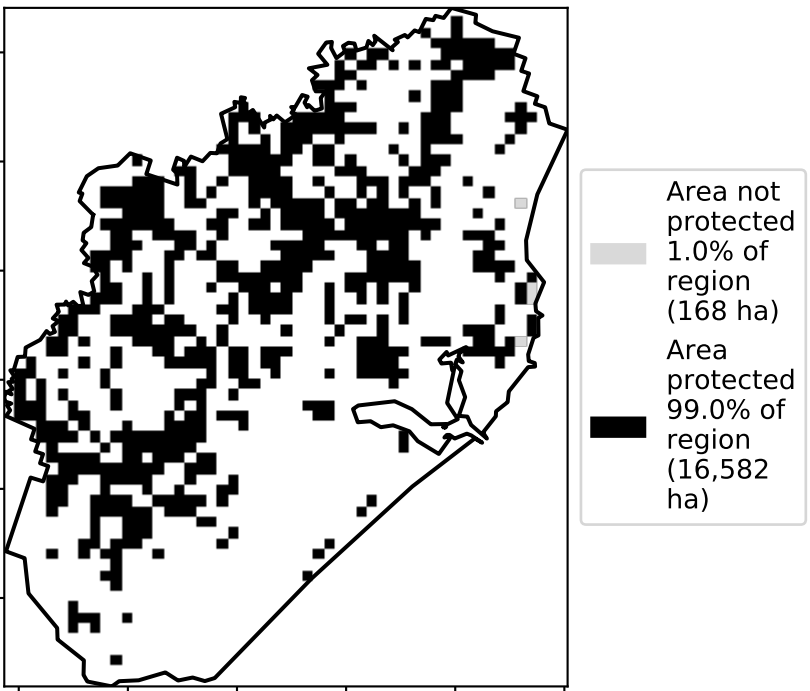 Area not
protected
1.0% of
region
(168 ha)
Area
protected
99.0% of
region
(16,582
ha)